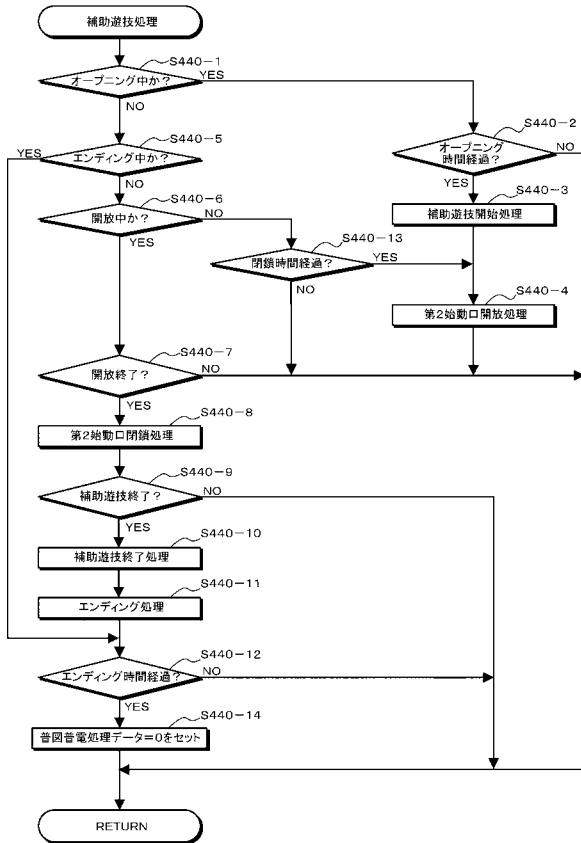 補助遊技処理
S440-1
オープニング中か？
YES
NO
S440-5
エンディング中か？
YES
NO
S440-2
オープニング
時間経過？
NO
YES
S440-6
開放中か？
NO
YES
S440-3
補助遊技開始処理
S440-13
閉鎖時間経過？
YES
NO
S440-4
第2始動口開放処理
S440-7
開放終了？
NO
YES
S440-8
第2始動口閉鎖処理
S440-9
補助遊技終了？
NO
YES
S440-10
補助遊技終了処理
S440-11
エンディング処理
S440-12
エンディング時間経過？
NO
YES
S440-14
普図普電処理データ=0をセット
RETURN